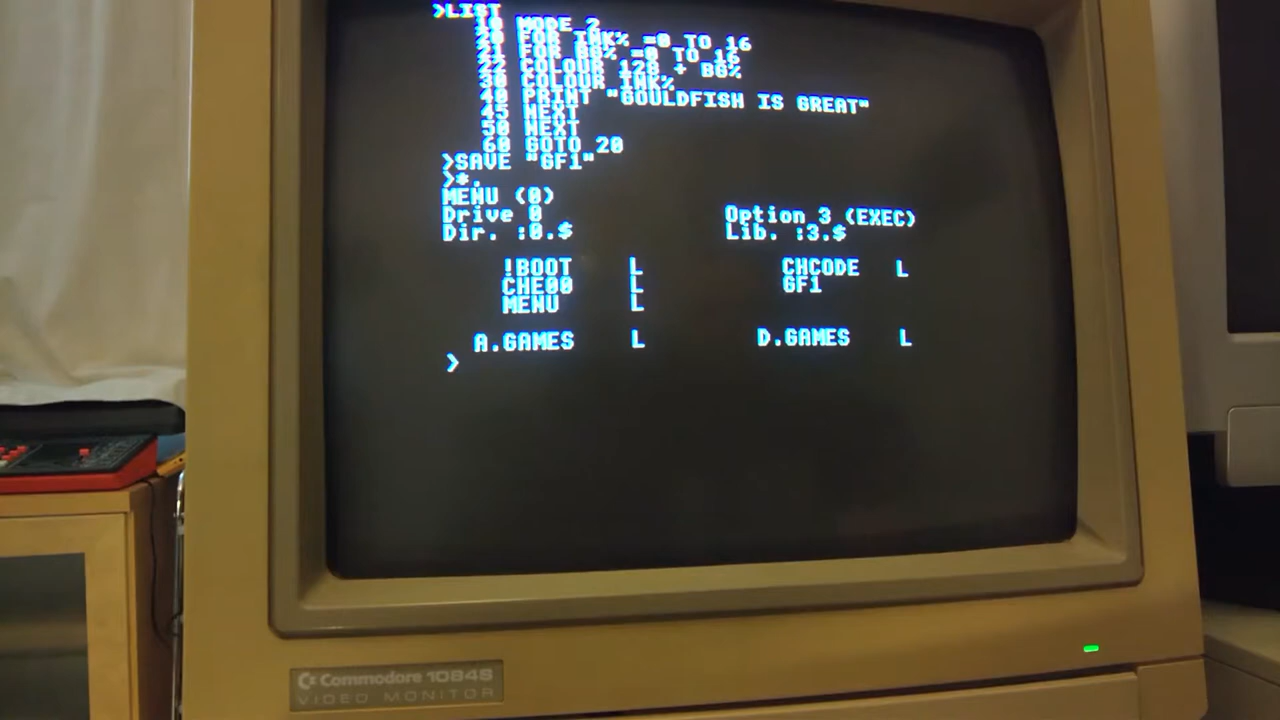 >LIST
10 MODE 2
20 FOR INK% =0 TO 16
21 FOR BG% =0 TO 16
22 COLOUR 128 + BG%
30 COLOUR INK%
40 PRINT "GOULDFISH IS GREAT"
45 NEXT
50 NEXT
60 GOTO 20
>SAVE "GF1"
>*.
MENU (0)
Drive 0 Option 3 (EXEC)
Dir. :0.$ Lib. :3.$
!BOOT L CHCODE L
CHE00 L GF1
MENU L
A.GAMES L D.GAMES L
>
Commodore 1084S
VIDEO MONITOR